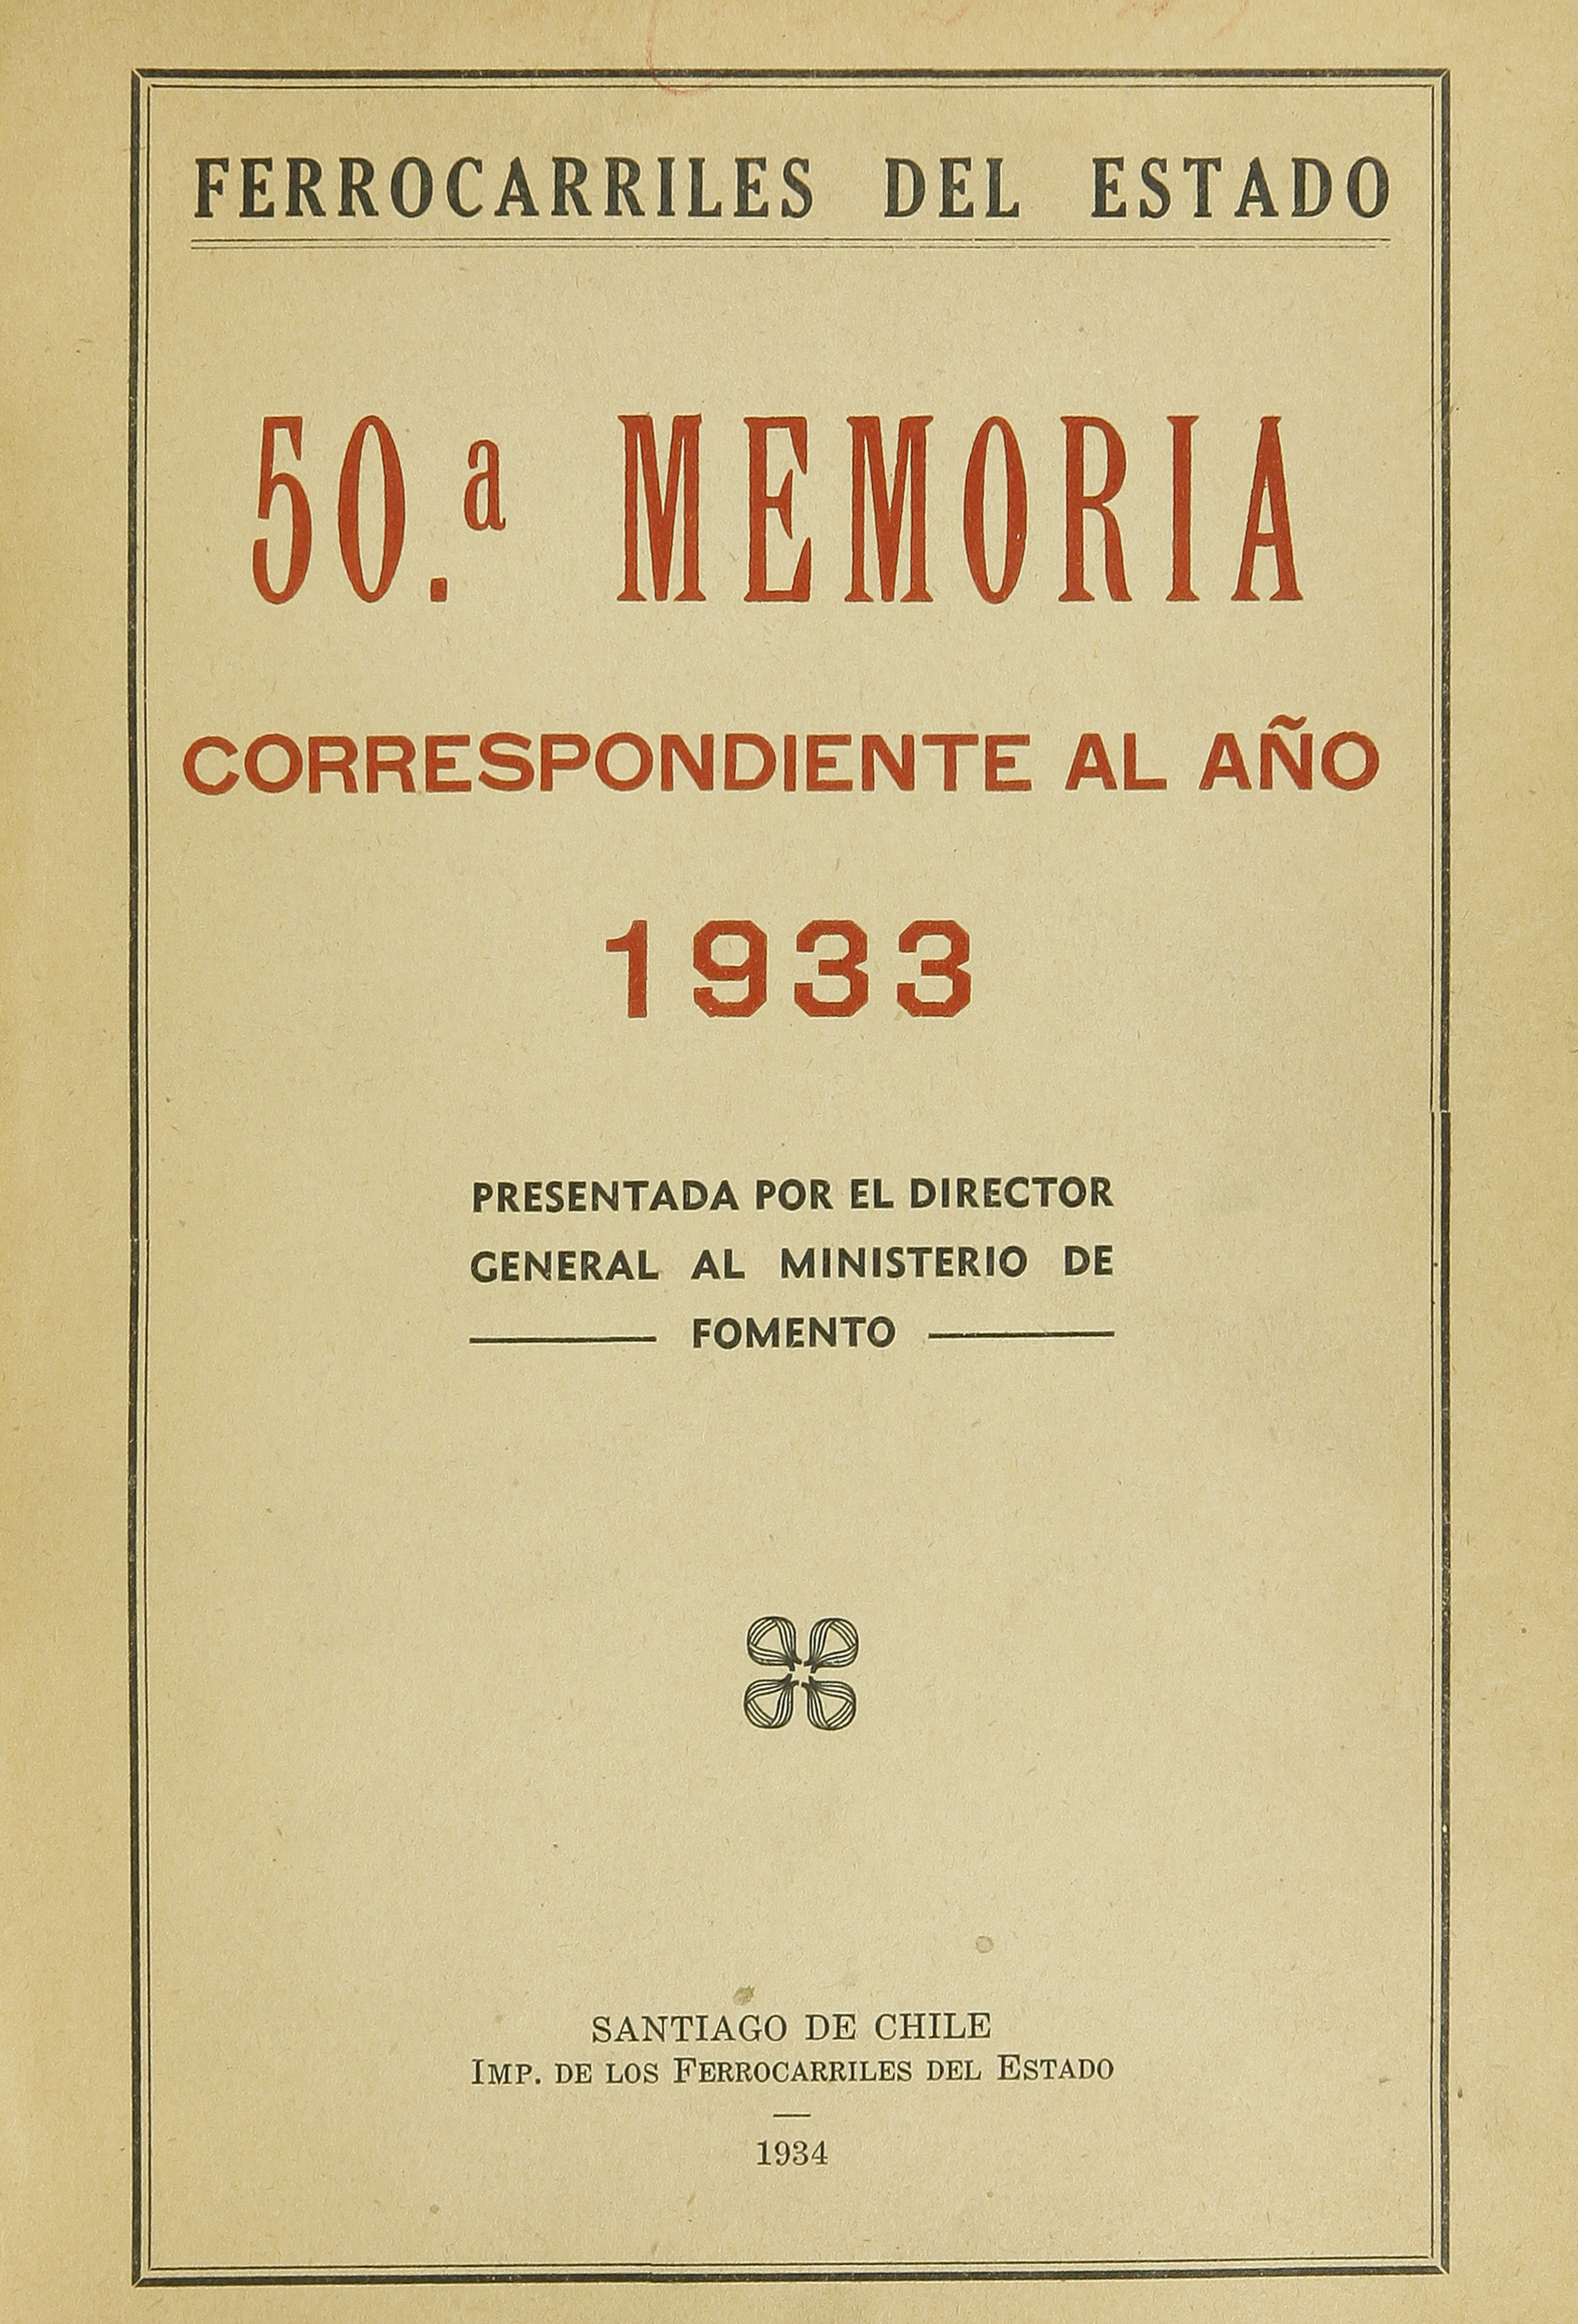 FERROCARRILES DEL ESTADO
50.a MEMORIA
CORRESPONDIENTE AL AÑO
1933
PRESENTADA POR EL DIRECTOR
GENERAL AL MINISTERIO DE
FOMENTO
SANTIAGO DE CHILE
IMP. DE LOS FERROCARRILES DEL ESTADO
1934